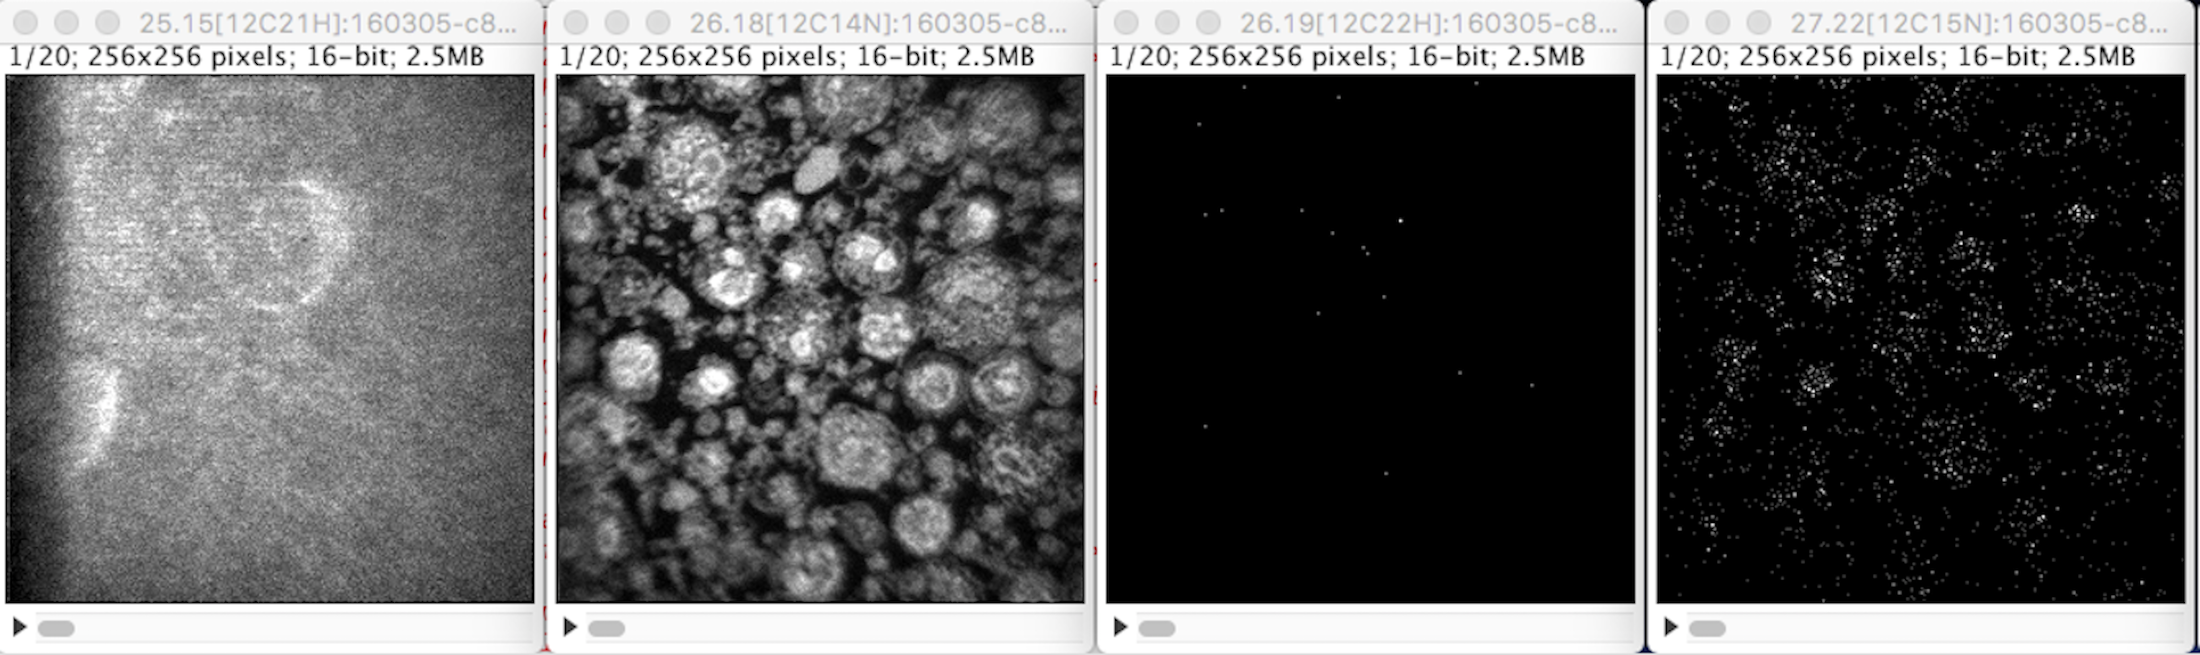 25.15[12C21H]:160305-c8...
1/20; 256x256 pixels; 16-bit; 2.5MB
26.18[12C14N]:160305-c8...
1/20; 256x256 pixels; 16-bit; 2.5MB
26.19[12C22H]:160305-c8...
1/20; 256x256 pixels; 16-bit; 2.5MB
27.22[12C15N]:160305-c8...
1/20; 256x256 pixels; 16-bit; 2.5MB